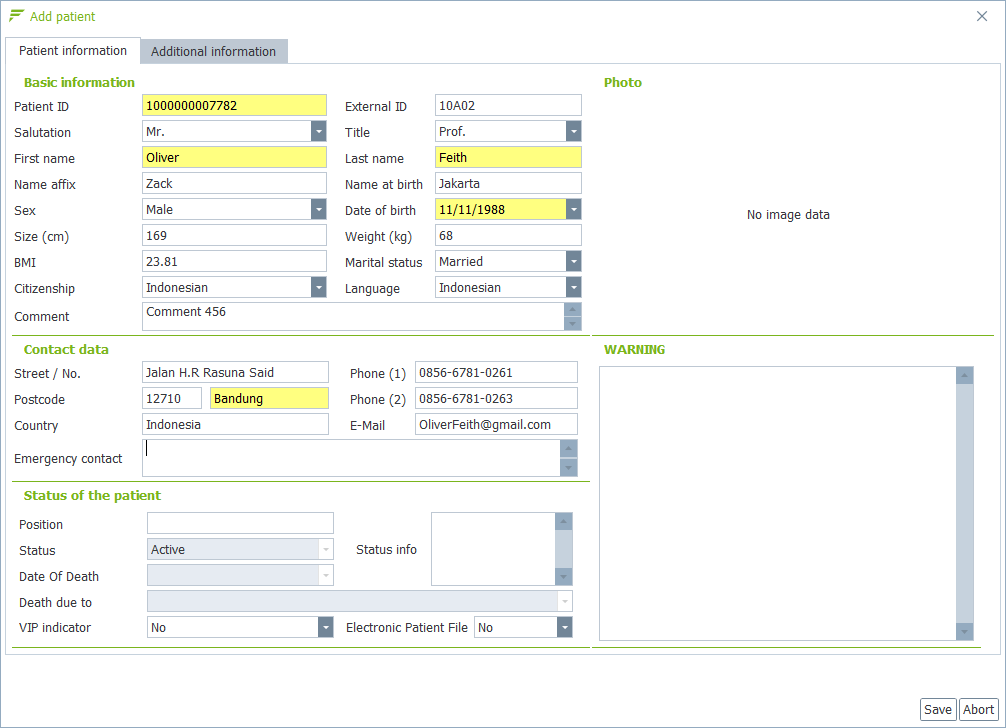 Add patient
Patient information Additional information
Basic information Photo
Patient ID 1000000007782 External ID 10A02
Salutation Mr. Title Prof.
First name Oliver Last name Feith
Name affix Zack Name at birth Jakarta
Sex Male Date of birth 11/11/1988
No image data
Size (cm) 169 Weight (kg) 68
BMI 23.81 Marital status Married
Citizenship Indonesian Language Indonesian
Comment Comment 456
Contact data WARNING
Street / No. Jalan H.R Rasuna Said Phone (1) 0856-6781-0261
Postcode 12710 Bandung Phone (2) 0856-6781-0263
Country Indonesia E-Mail OliverFeith@gmail.com
Emergency contact
Status of the patient
Position
Status Active Status info
Date Of Death
Death due to
VIP indicator No Electronic Patient File No
Save Abort